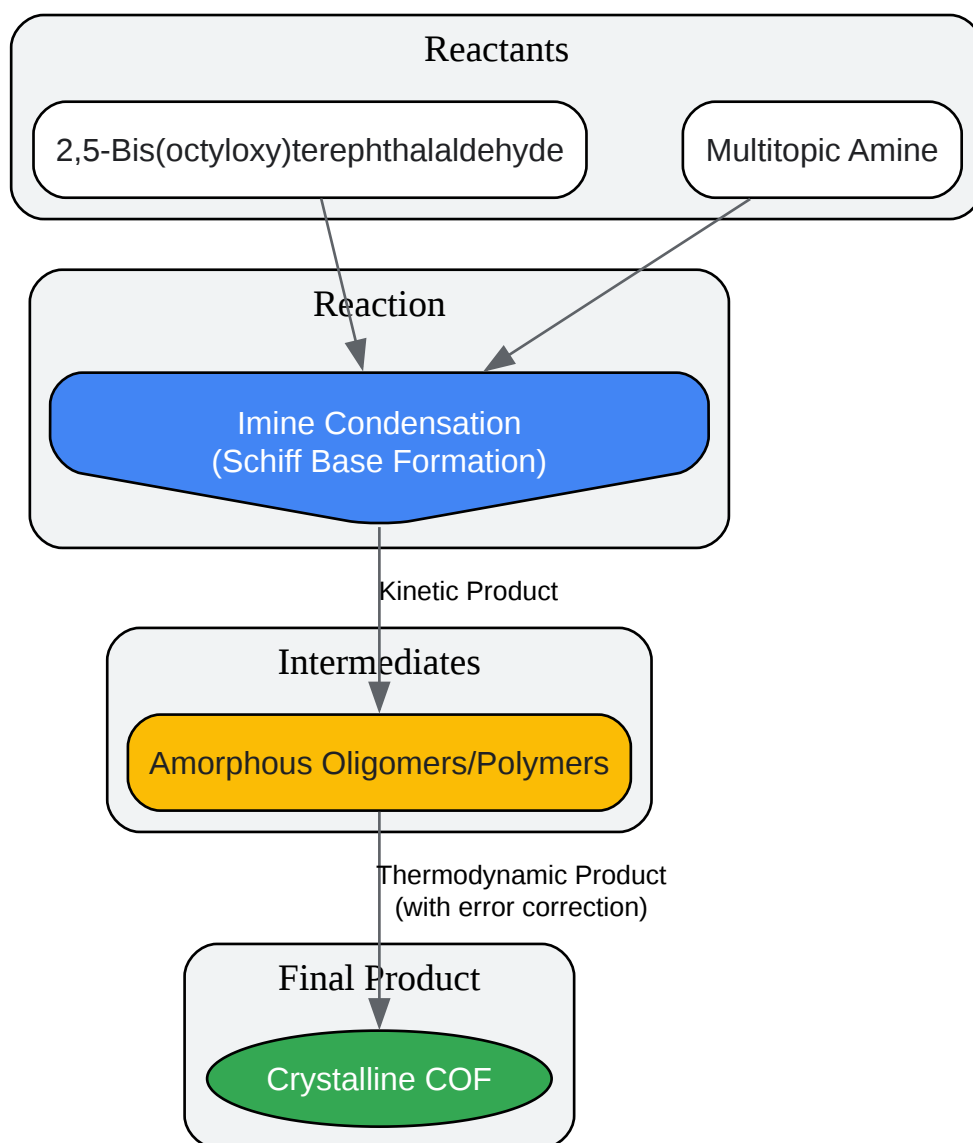 Reactants
2,5-Bis(octyloxy)terephthalaldehyde
Multitopic Amine
Reaction
Imine Condensation
(Schiff Base Formation)
Kinetic Product
Intermediates
Amorphous Oligomers/Polymers
Thermodynamic Product
(with error correction)
Final Product
Crystalline COF